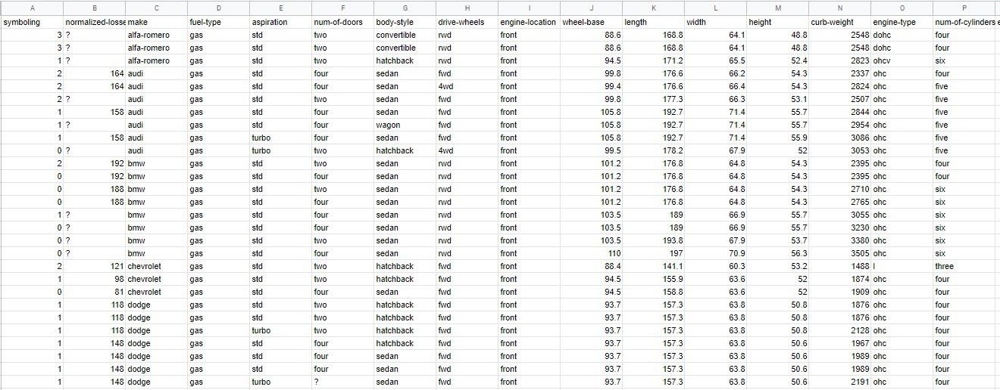 A B C D E F G H I J K L M N O P
symboling normalized-losse make fuel-type aspiration num-of-doors body-style drive-wheels engine-location wheel-base length width height curb-weight engine-type num-of-cylinders e
3 ? alfa-romero gas std two convertible rwd front 88.6 168.8 64.1 48.8 2548 dohc four
3 ? alfa-romero gas std two convertible rwd front 88.6 168.8 64.1 48.8 2548 dohc four
1 ? alfa-romero gas std two hatchback rwd front 94.5 171.2 65.5 52.4 2823 ohcv six
2 164 audi gas std four sedan fwd front 99.8 176.6 66.2 54.3 2337 ohc four
2 164 audi gas std four sedan 4wd front 99.4 176.6 66.4 54.3 2824 ohc five
2 ? audi gas std two sedan fwd front 99.8 177.3 66.3 53.1 2507 ohc five
1 158 audi gas std four sedan fwd front 105.8 192.7 71.4 55.7 2844 ohc five
1 ? audi gas std four wagon fwd front 105.8 192.7 71.4 55.7 2954 ohc five
1 158 audi gas turbo four sedan fwd front 105.8 192.7 71.4 55.9 3086 ohc five
0 ? audi gas turbo two hatchback 4wd front 99.5 178.2 67.9 52 3053 ohc five
2 192 bmw gas std two sedan rwd front 101.2 176.8 64.8 54.3 2395 ohc four
0 192 bmw gas std four sedan rwd front 101.2 176.8 64.8 54.3 2395 ohc four
0 188 bmw gas std two sedan rwd front 101.2 176.8 64.8 54.3 2710 ohc six
0 188 bmw gas std four sedan rwd front 101.2 176.8 64.8 54.3 2765 ohc six
1 ? bmw gas std four sedan rwd front 103.5 189 66.9 55.7 3055 ohc six
0 ? bmw gas std four sedan rwd front 103.5 189 66.9 55.7 3230 ohc six
0 ? bmw gas std two sedan rwd front 103.5 193.8 67.9 53.7 3380 ohc six
0 ? bmw gas std four sedan rwd front 110 197 70.9 56.3 3505 ohc six
2 121 chevrolet gas std two hatchback fwd front 88.4 141.1 60.3 53.2 1488 l three
1 98 chevrolet gas std two hatchback fwd front 94.5 155.9 63.6 52 1874 ohc four
0 81 chevrolet gas std four sedan fwd front 94.5 158.8 63.6 52 1909 ohc four
1 118 dodge gas std two hatchback fwd front 93.7 157.3 63.8 50.8 1876 ohc four
1 118 dodge gas std two hatchback fwd front 93.7 157.3 63.8 50.8 1876 ohc four
1 118 dodge gas turbo two hatchback fwd front 93.7 157.3 63.8 50.8 2128 ohc four
1 148 dodge gas std four hatchback fwd front 93.7 157.3 63.8 50.6 1967 ohc four
1 148 dodge gas std four sedan fwd front 93.7 157.3 63.8 50.6 1989 ohc four
1 148 dodge gas std four sedan fwd front 93.7 157.3 63.8 50.6 1989 ohc four
1 148 dodge gas turbo ? sedan fwd front 93.7 157.3 63.8 50.6 2191 ohc four